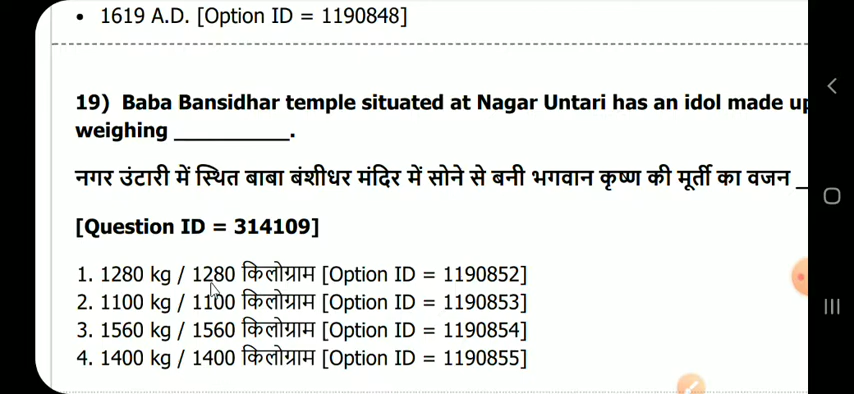 • 1619 A.D. [Option ID = 1190848]
19) Baba Bansidhar temple situated at Nagar Untari has an idol made
weighing __________.
नगर उंटारी में स्थित बाबा बंशीधर मंदिर में सोने से बनी भगवान कृष्ण की मूर्ती का वजन _
[Question ID = 314109]
1. 1280 kg / 1280 किलोग्राम [Option ID = 1190852]
2. 1100 kg / 1100 किलोग्राम [Option ID = 1190853]
3. 1560 kg / 1560 किलोग्राम [Option ID = 1190854]
4. 1400 kg / 1400 किलोग्राम [Option ID = 1190855]